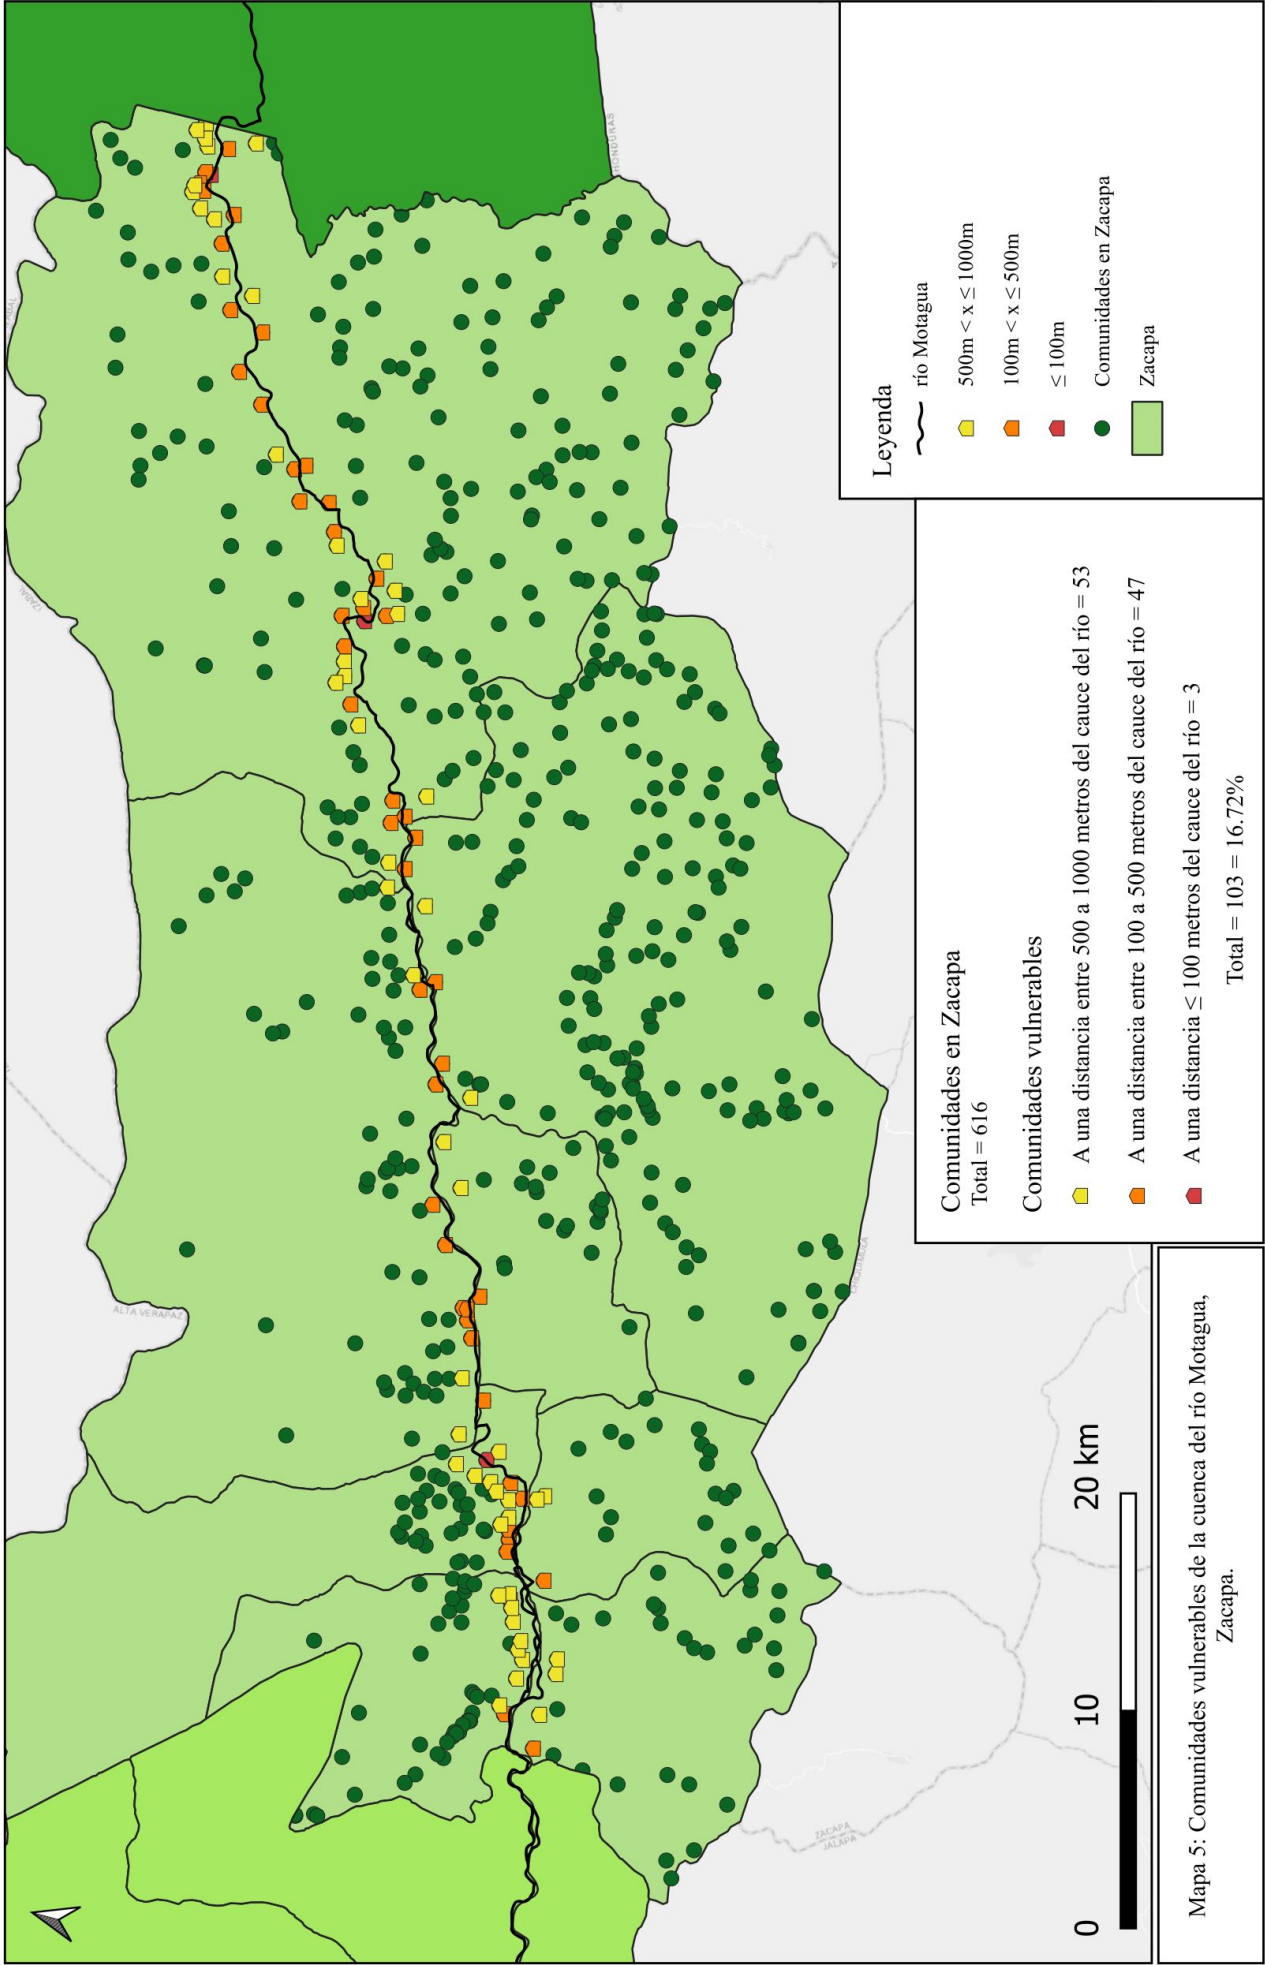 IZABAL
ALTA VERAPAZ
HONDURAS
CHIQUIMULA
ZACAPA
JALAPA
0 10 20 km
Mapa 5: Comunidades vulnerables de la cuenca del río Motagua,
Zacapa.
Comunidades en Zacapa
Total = 616
Comunidades vulnerables
A una distancia entre 500 a 1000 metros del cauce del río = 53
A una distancia entre 100 a 500 metros del cauce del río = 47
A una distancia ≤ 100 metros del cauce del río = 3
Total = 103 = 16.72%
Leyenda
río Motagua
500m < x ≤ 1000m
100m < x ≤ 500m
≤ 100m
Comunidades en Zacapa
Zacapa